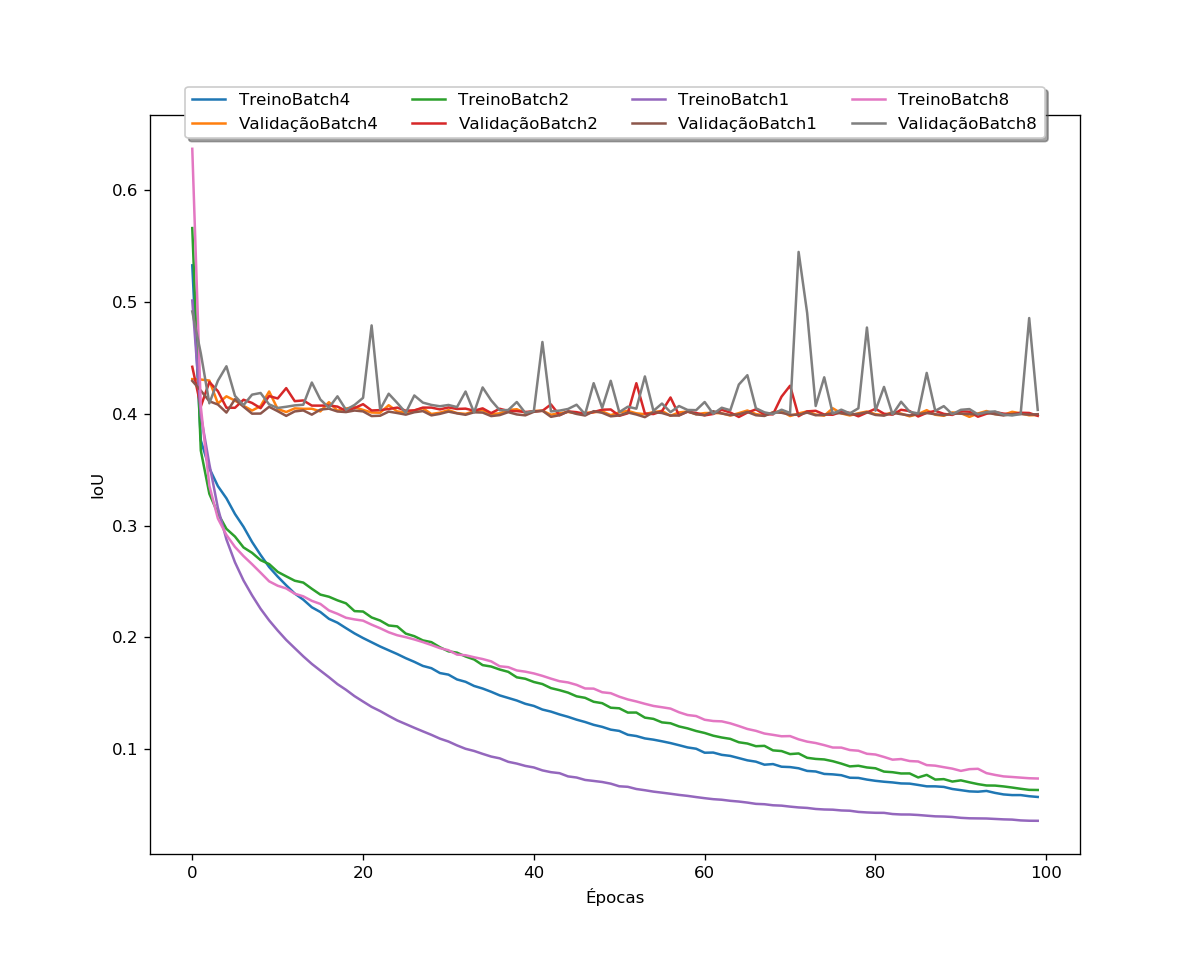 TreinoBatch4 TreinoBatch2 TreinoBatch1 TreinoBatch8
ValidaçãoBatch4 ValidaçãoBatch2 ValidaçãoBatch1 ValidaçãoBatch8
0.6
0.5
0.4
0.3
0.2
0.1
IoU
0 20 40 60 80 100
Épocas